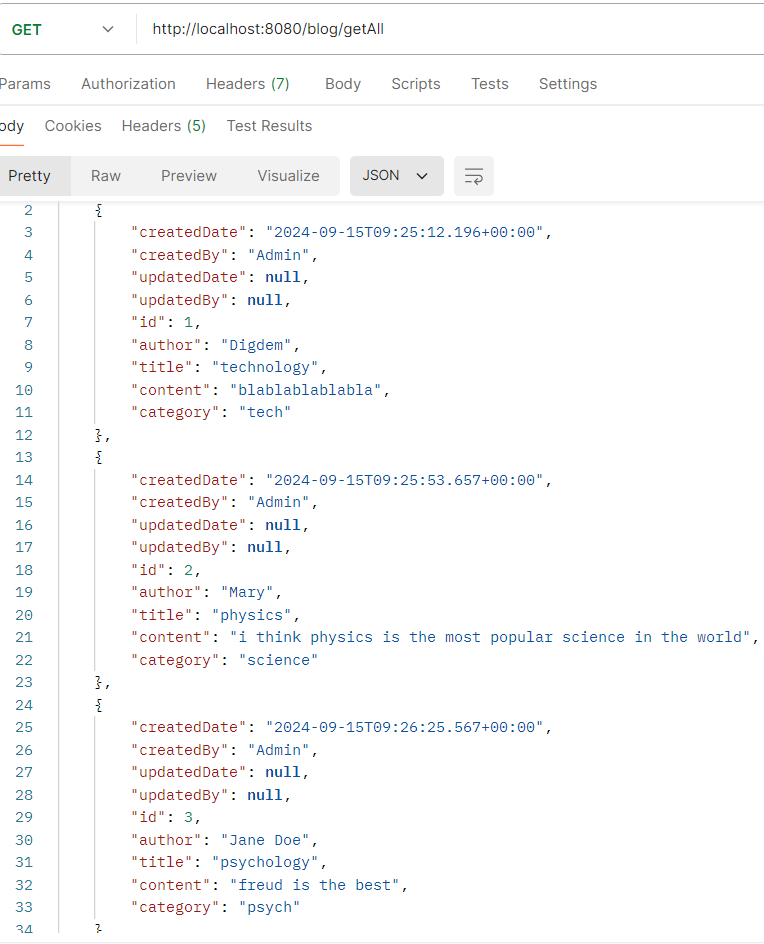 GET http://localhost:8080/blog/getAll
Params Authorization Headers (7) Body Scripts Tests Settings
ody Cookies Headers (5) Test Results
Pretty Raw Preview Visualize JSON
2 {
3 "createdDate": "2024-09-15T09:25:12.196+00:00",
4 "createdBy": "Admin",
5 "updatedDate": null,
6 "updatedBy": null,
7 "id": 1,
8 "author": "Digdem",
9 "title": "technology",
10 "content": "blablablablabla",
11 "category": "tech"
12 },
13 {
14 "createdDate": "2024-09-15T09:25:53.657+00:00",
15 "createdBy": "Admin",
16 "updatedDate": null,
17 "updatedBy": null,
18 "id": 2,
19 "author": "Mary",
20 "title": "physics",
21 "content": "i think physics is the most popular science in the world",
22 "category": "science"
23 },
24 {
25 "createdDate": "2024-09-15T09:26:25.567+00:00",
26 "createdBy": "Admin",
27 "updatedDate": null,
28 "updatedBy": null,
29 "id": 3,
30 "author": "Jane Doe",
31 "title": "psychology",
32 "content": "freud is the best",
33 "category": "psych"
34 }